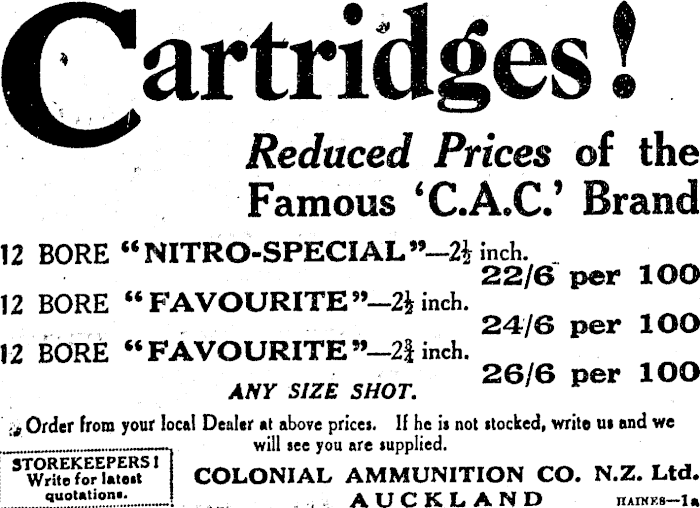 Cartridges!
Reduced Prices of the
Famous 'C.A.C.' Brand
12 BORE "NITRO-SPECIAL"—2½ inch.
22/6 per 100
12 BORE "FAVOURITE"—2½ inch.
24/6 per 100
12 BORE "FAVOURITE"—2¾ inch.
26/6 per 100
ANY SIZE SHOT.
Order from your local Dealer at above prices. If he is not stocked, write us and we
will see you are supplied.
STOREKEEPERS!
Write for latest
quotations.
COLONIAL AMMUNITION CO. N.Z. Ltd.
AUCKLAND
HAINES—1a